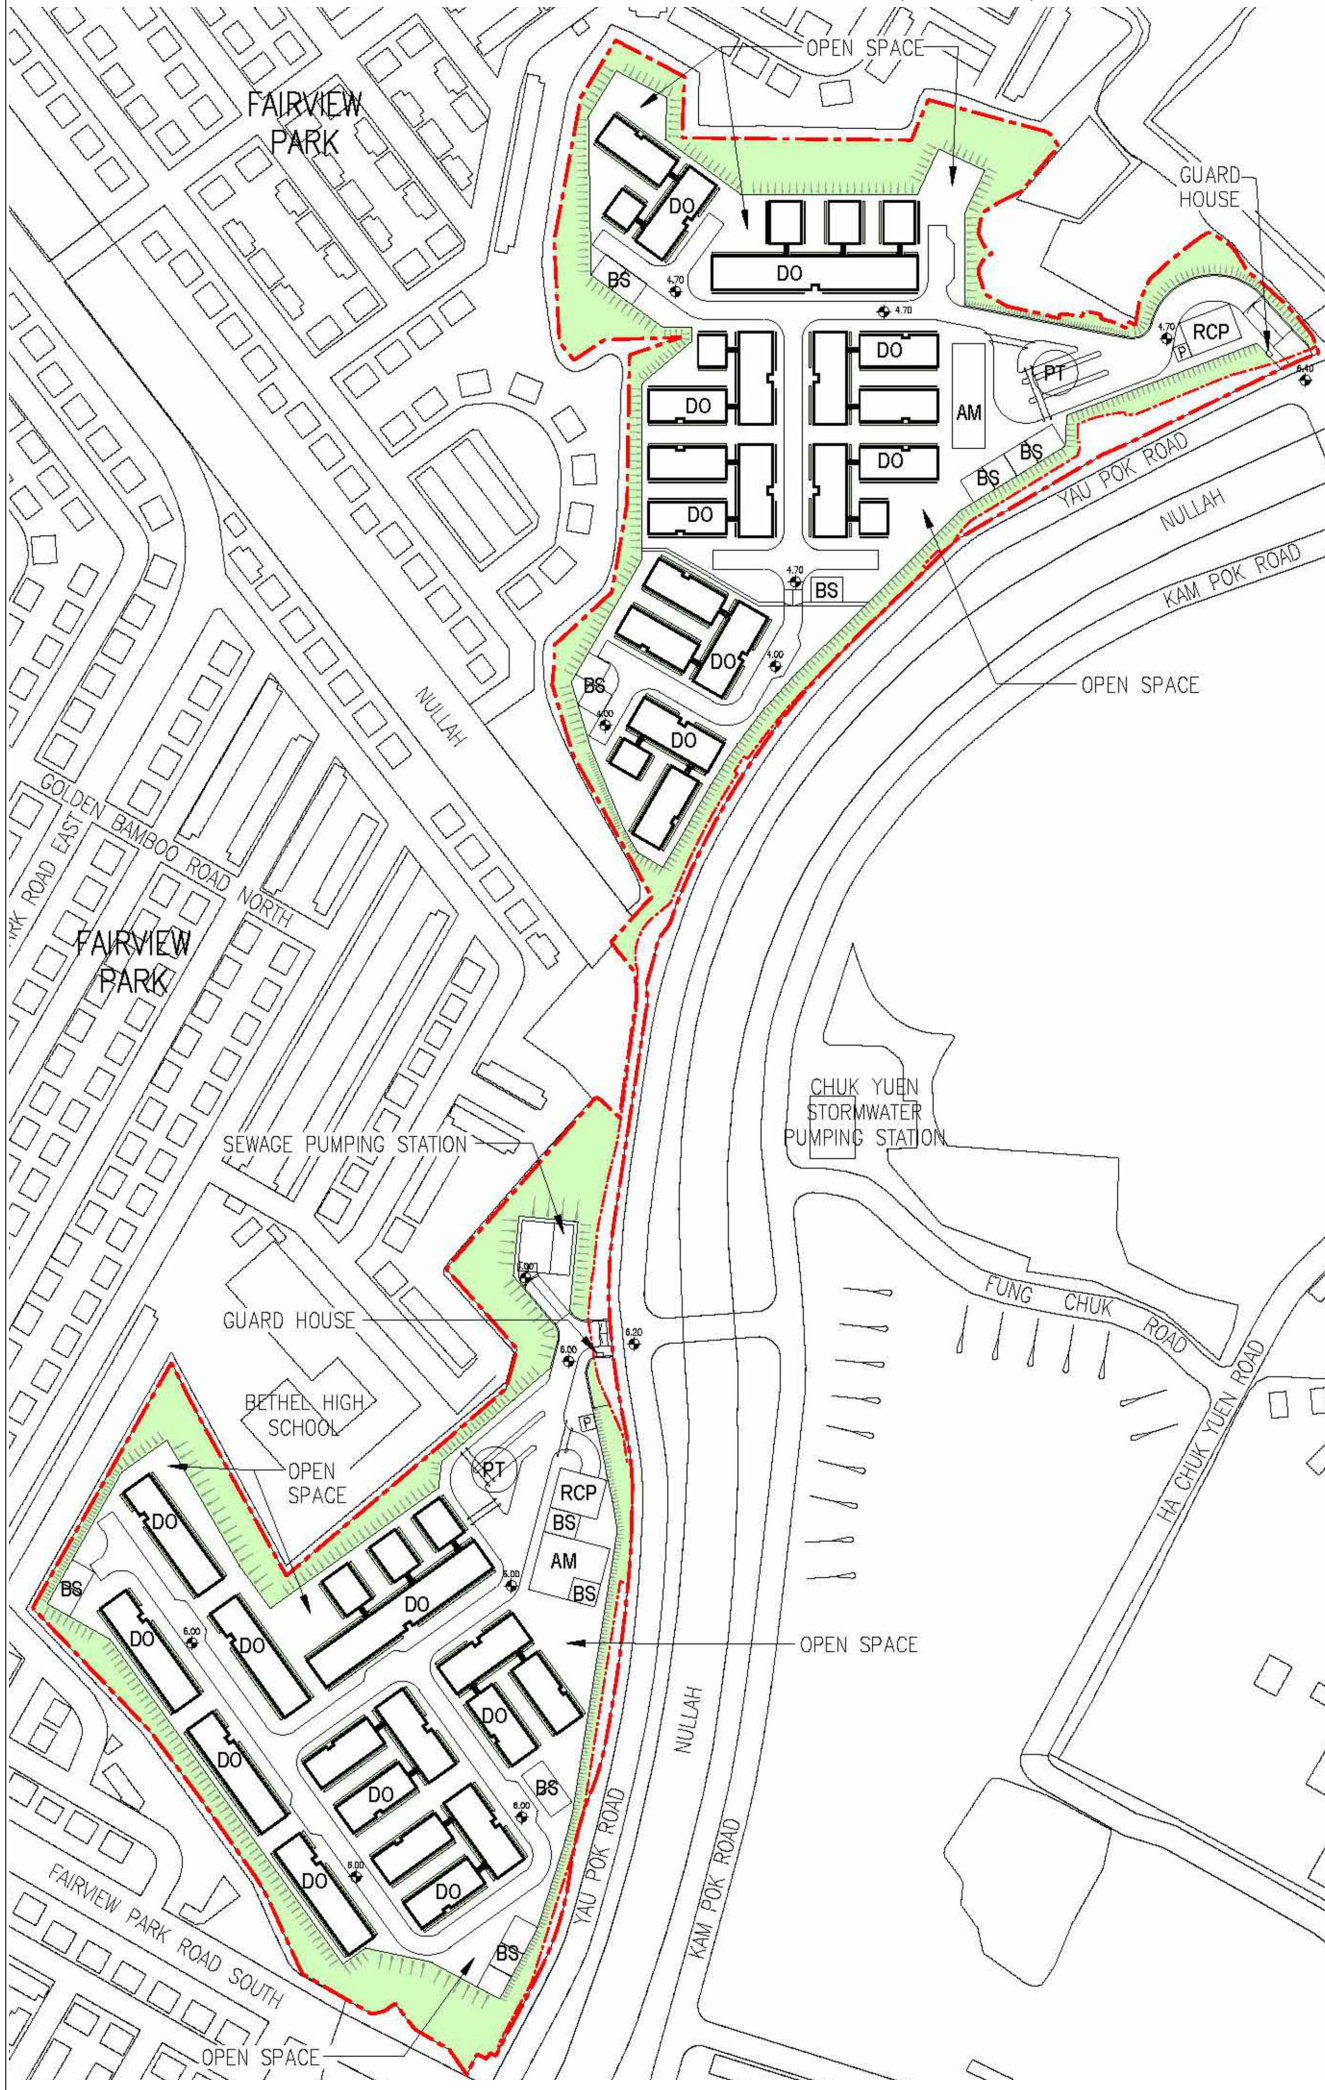 OPEN SPACE
FAIRVIEW
PARK
GUARD
HOUSE
DO
DO
BS
4.70
4.70
4.70
RCP
P
6.40
DO
PT
DO
AM
DO
BS
BS
YAU POK ROAD
DO
NULLAH
KAM POK ROAD
4.70
BS
DO
4.00
BS
OPEN SPACE
4.00
DO
NULLAH
GOLDEN BAMBOO ROAD NORTH
RK ROAD EAST
FAIRVIEW
PARK
CHUK YUEN
STORMWATER
PUMPING STATION
SEWAGE PUMPING STATION
FUNG CHUK ROAD
GUARD HOUSE
6.20
6.00
HA CHUK YUEN ROAD
BETHEL HIGH
SCHOOL
P
OPEN
SPACE
PT
RCP
DO
BS
AM
6.00
BS
BS
DO
DO
6.00
DO
OPEN SPACE
DO
NULLAH
DO
BS
DO
6.00
YAU POK ROAD
KAM POK ROAD
6.00
DO
DO
FAIRVIEW PARK ROAD SOUTH
BS
OPEN SPACE